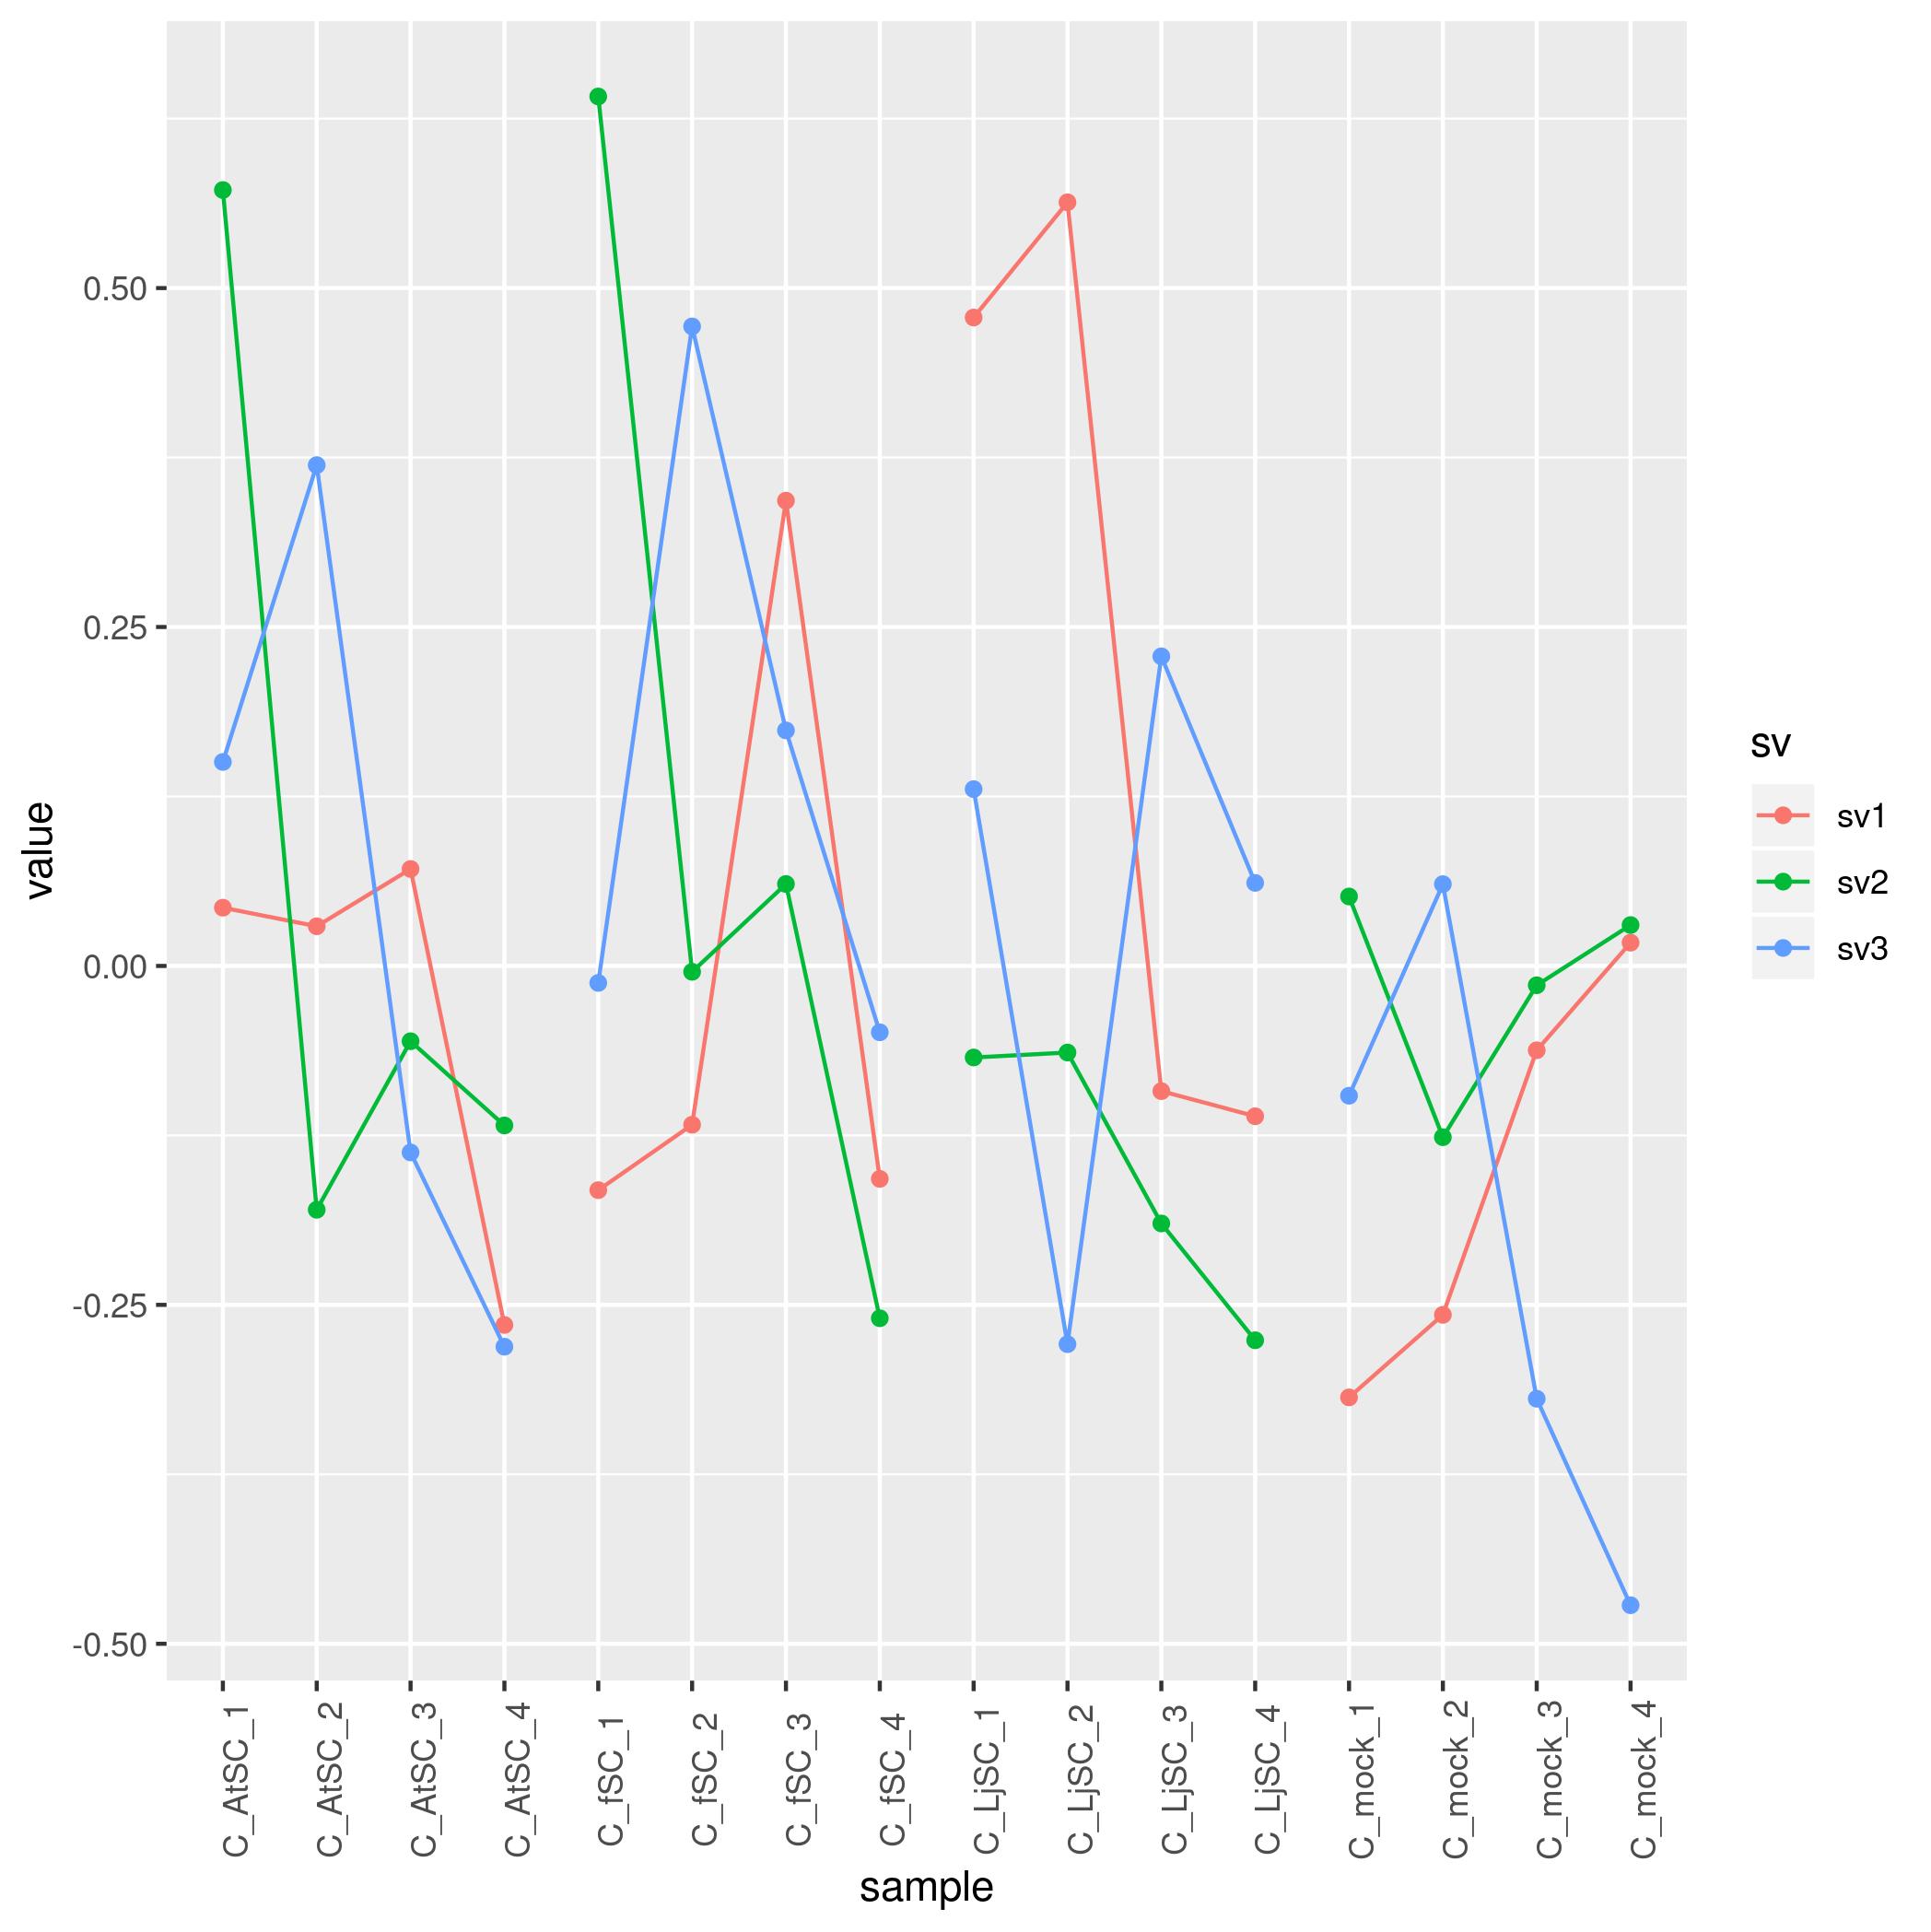 0.50
0.25
0.00
-0.25
-0.50
value
C_AtSC_1
C_AtSC_2
C_AtSC_3
C_AtSC_4
C_fSC_1
C_fSC_2
C_fSC_3
C_fSC_4
C_LjSC_1
C_LjSC_2
C_LjSC_3
C_LjSC_4
C_mock_1
C_mock_2
C_mock_3
C_mock_4
sample
sv
sv1
sv2
sv3